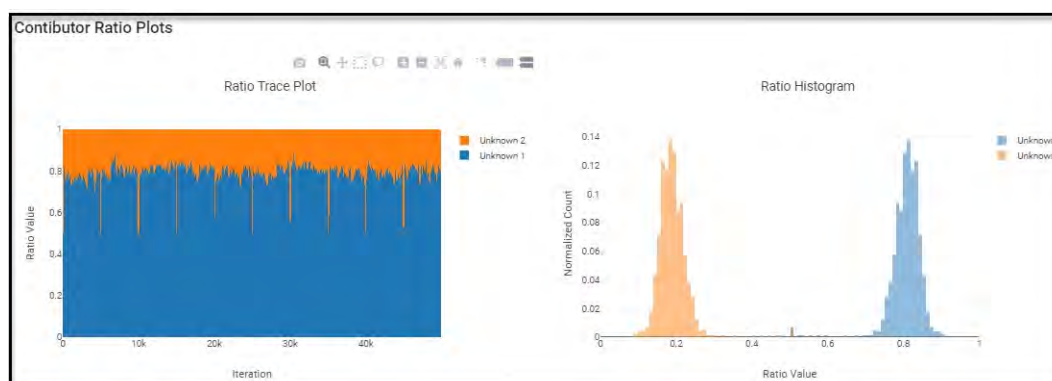 Contibutor Ratio Plots
Ratio Trace Plot
1
0.8
0.6
0.4
0.2
0
Ratio Value
0
10k
20k
30k
40k
Iteration
Unknown 2
Unknown 1
Ratio Histogram
0.14
0.12
0.1
0.08
0.06
0.04
0.02
0
Normalized Count
0
0.2
0.4
0.6
0.8
1
Ratio Value
Unknown
Unknown